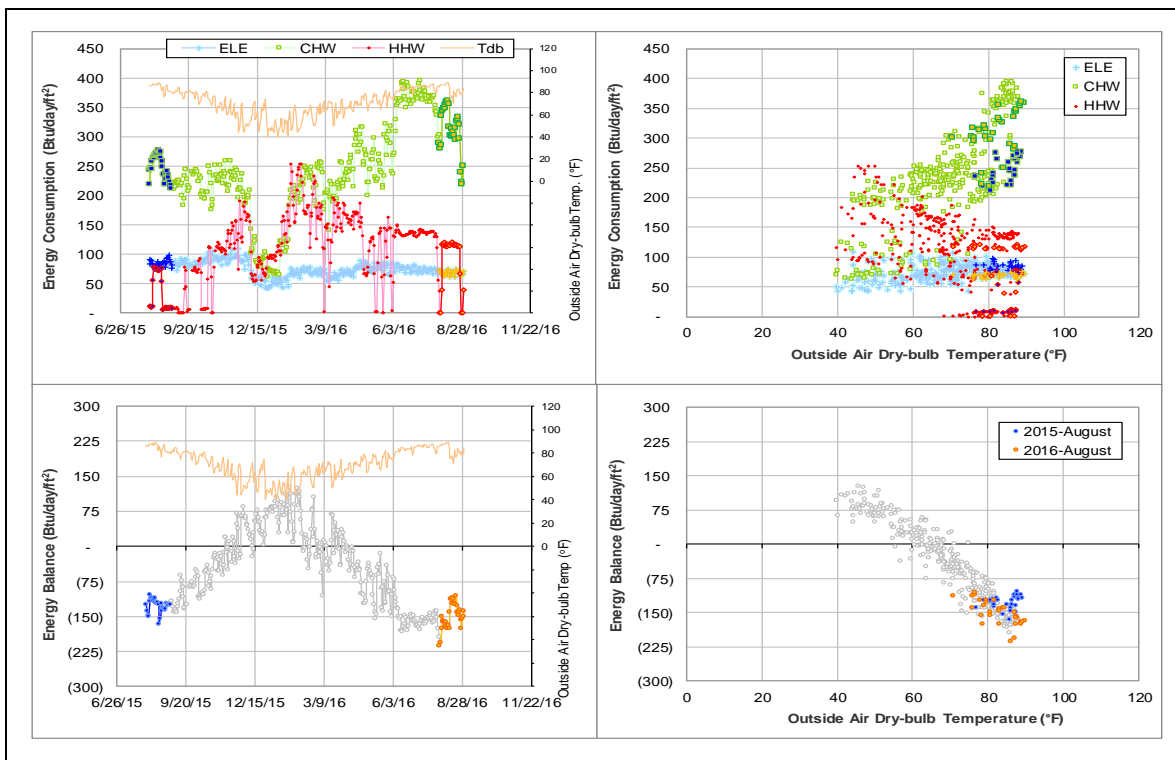 ELE CHW HHW Tdb
Energy Consumption (Btu/day/ft²)
450
400
350
300
250
200
150
100
50
-
120
100
80
60
40
20
0
Outside Air Dry-bulb Temp. (°F)
6/26/15 9/20/15 12/15/15 3/9/16 6/3/16 8/28/16 11/22/16
Energy Consumption (Btu/day/ft²)
450
400
350
300
250
200
150
100
50
-
ELE
CHW
HHW
0 20 40 60 80 100 120
Outside Air Dry-bulb Temperature (°F)
Energy Balance (Btu/day/ft²)
300
225
150
75
-
(75)
(150)
(225)
(300)
120
100
80
60
40
20
0
Outside Air Dry-bulb Temp (°F)
6/26/15 9/20/15 12/15/15 3/9/16 6/3/16 8/28/16 11/22/16
Energy Balance (Btu/day/ft²)
300
225
150
75
-
(75)
(150)
(225)
(300)
2015-August
2016-August
0 20 40 60 80 100 120
Outside Air Dry-bulb Temperature (°F)